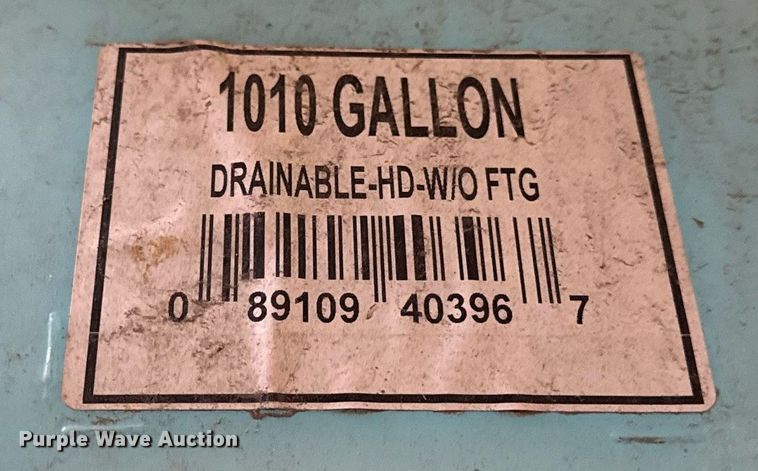 1010 GALLON
DRAINABLE-HD-W/O FTG
0 89109 40396 7
Purple Wave Auction